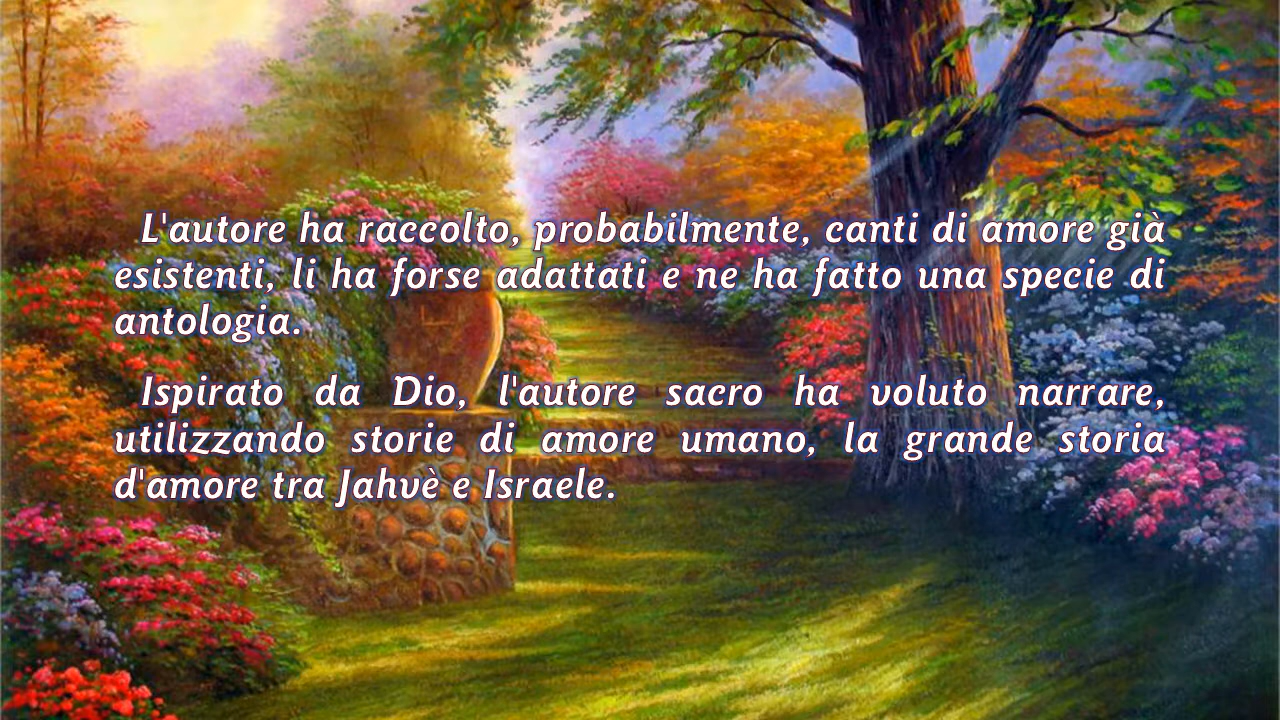 L'autore ha raccolto, probabilmente, canti di amore già
esistenti, li ha forse adattati e ne ha fatto una specie di
antologia.
Ispirato da Dio, l'autore sacro ha voluto narrare,
utilizzando storie di amore umano, la grande storia
d'amore tra Jahvè e Israele.